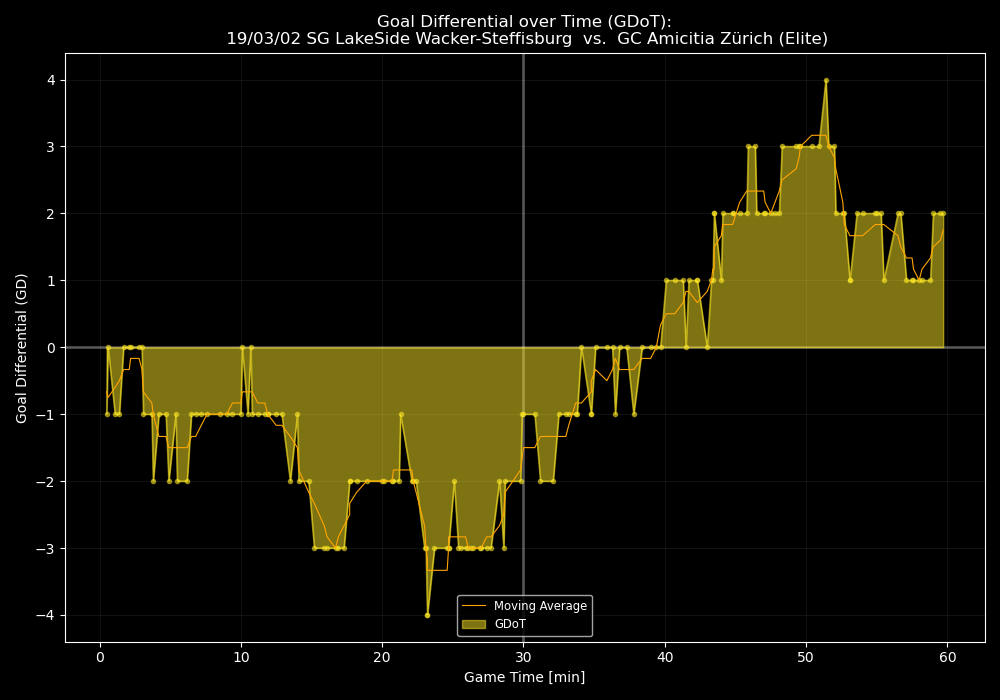 Goal Differential over Time (GDoT):
19/03/02 SG LakeSide Wacker-Steffisburg  vs.  GC Amicitia Zürich (Elite)
Goal Differential (GD)
4
3
2
1
0
−1
−2
−3
−4
Moving Average
GDoT
0 10 20 30 40 50 60
Game Time [min]